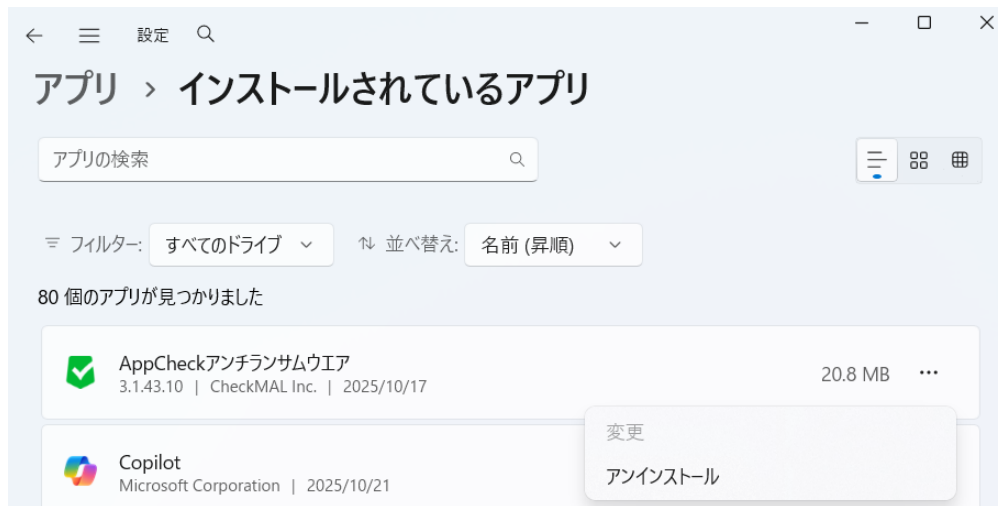 設定
アプリ › インストールされているアプリ
アプリの検索
フィルター: すべてのドライブ 並べ替え: 名前 (昇順)
80 個のアプリが見つかりました
AppCheckアンチランサムウエア
3.1.43.10 | CheckMAL Inc. | 2025/10/17
20.8 MB
変更
アンインストール
Copilot
Microsoft Corporation | 2025/10/21